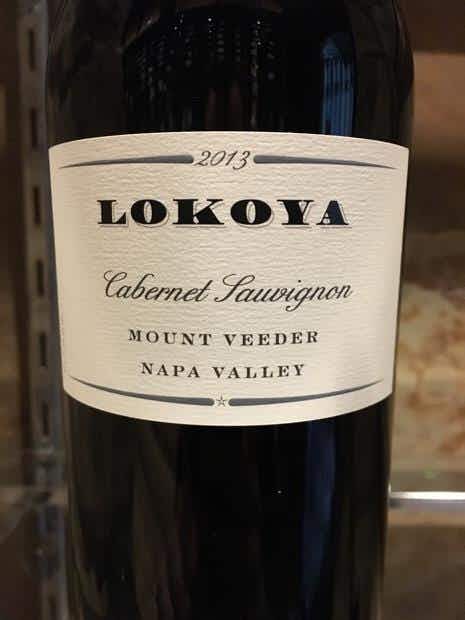 2013
LOKOYA
Cabernet Sauvignon
MOUNT VEEDER
NAPA VALLEY